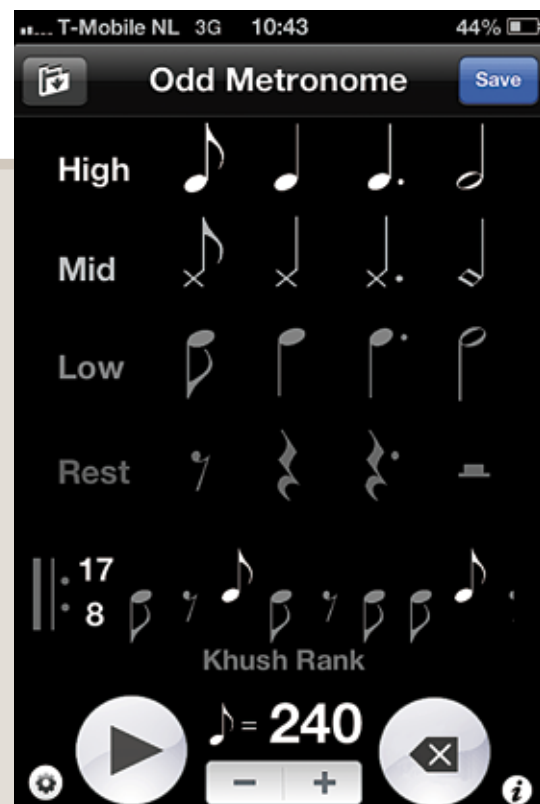 T-Mobile NL 3G 10:43 44%
Odd Metronome Save
High
Mid
Low
Rest
17
8
Khush Rank
= 240
- +
i